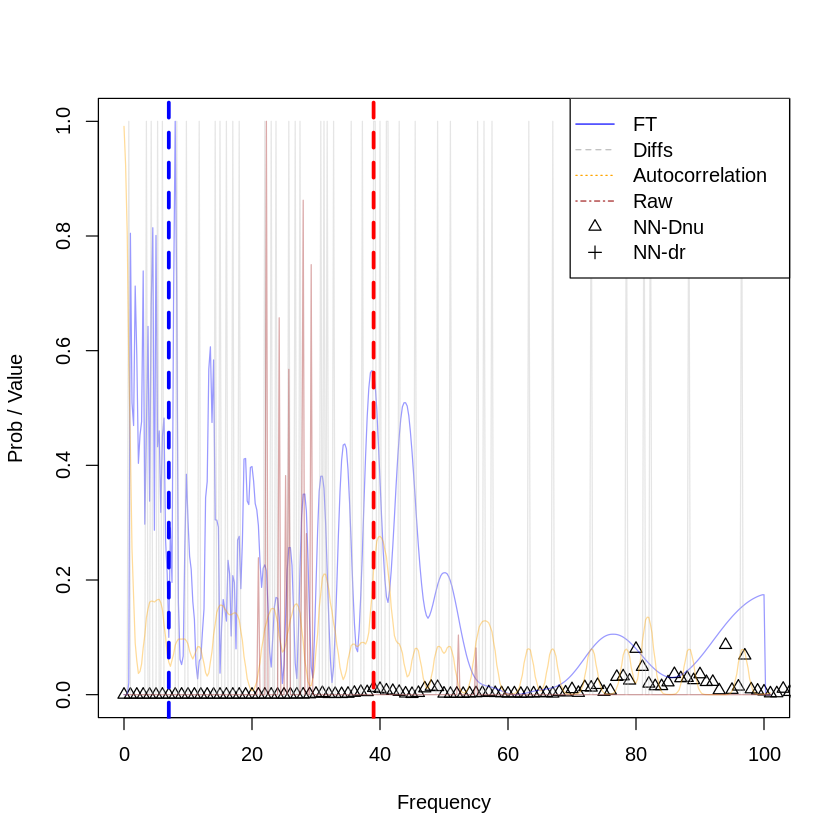 FT
Diffs
Autocorrelation
Raw
NN-Dnu
NN-dr
Prob / Value
1.0
0.8
0.6
0.4
0.2
0.0
0 20 40 60 80 100
Frequency